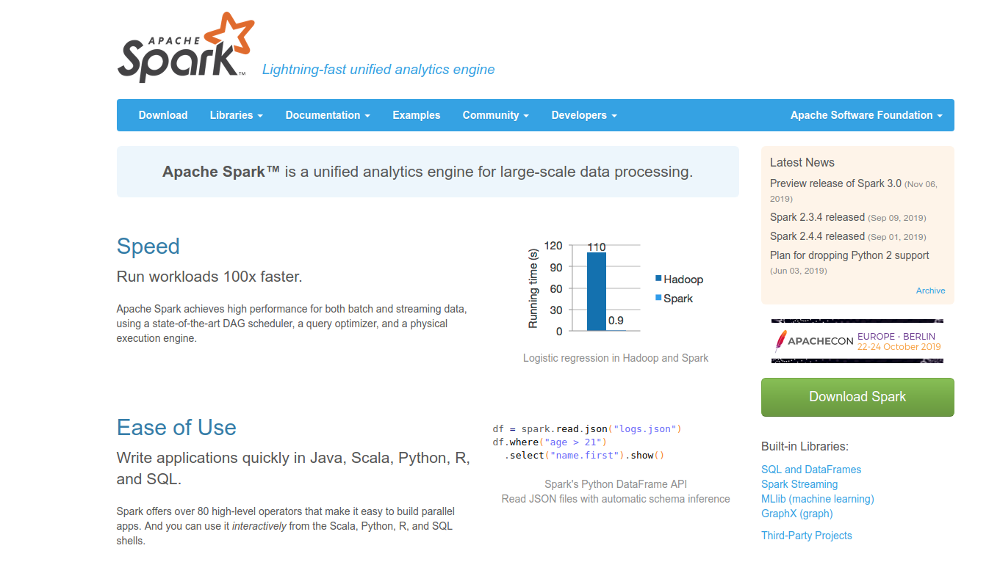 APACHE
Spark™
Lightning-fast unified analytics engine
Download Libraries Documentation Examples Community Developers Apache Software Foundation
Apache Spark™ is a unified analytics engine for large-scale data processing.
Speed
Run workloads 100x faster.
Apache Spark achieves high performance for both batch and streaming data,
using a state-of-the-art DAG scheduler, a query optimizer, and a physical
execution engine.
Running time (s)
120
90
60
30
0
110
0.9
Hadoop
Spark
Logistic regression in Hadoop and Spark
Ease of Use
Write applications quickly in Java, Scala, Python, R,
and SQL.
Spark offers over 80 high-level operators that make it easy to build parallel
apps. And you can use it interactively from the Scala, Python, R, and SQL
shells.
df = spark.read.json("logs.json")
df.where("age > 21")
.select("name.first").show()
Spark's Python DataFrame API
Read JSON files with automatic schema inference
Latest News
Preview release of Spark 3.0 (Nov 06,
2019)
Spark 2.3.4 released (Sep 09, 2019)
Spark 2.4.4 released (Sep 01, 2019)
Plan for dropping Python 2 support
(Jun 03, 2019)
Archive
APACHECON
EUROPE - BERLIN
22-24 October 2019
Download Spark
Built-in Libraries:
SQL and DataFrames
Spark Streaming
MLlib (machine learning)
GraphX (graph)
Third-Party Projects